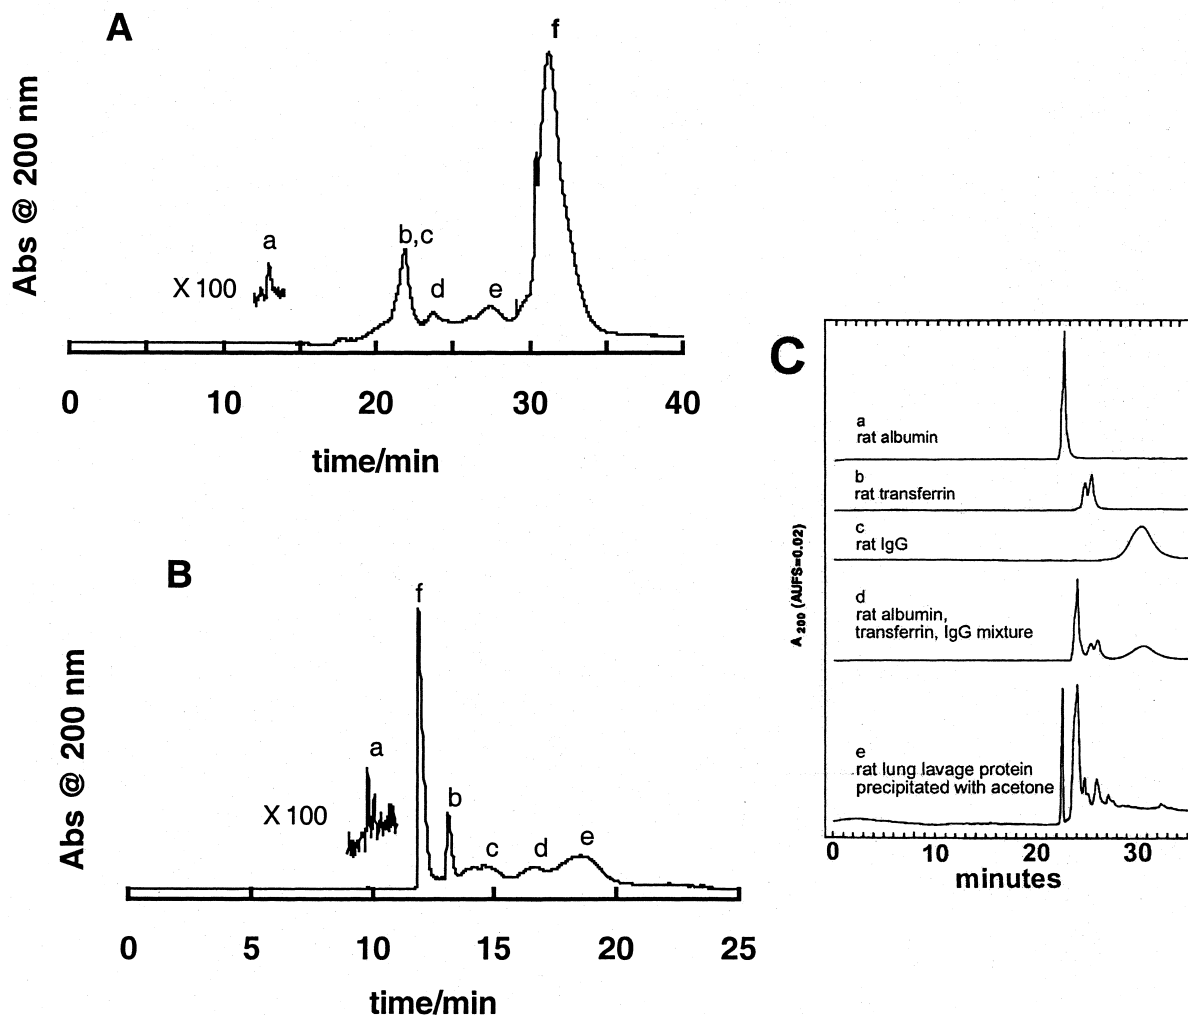 A
f
Abs @ 200 nm
a
X 100
b,c
d
e
0 10 20 30 40
time/min
B
f
Abs @ 200 nm
a
X 100
b
c
d
e
0 5 10 15 20 25
time/min
C
A 200 (AUFS=0.02)
a
rat albumin
b
rat transferrin
c
rat IgG
d
rat albumin,
transferrin, IgG mixture
e
rat lung lavage protein
precipitated with acetone
0 10 20 30
minutes